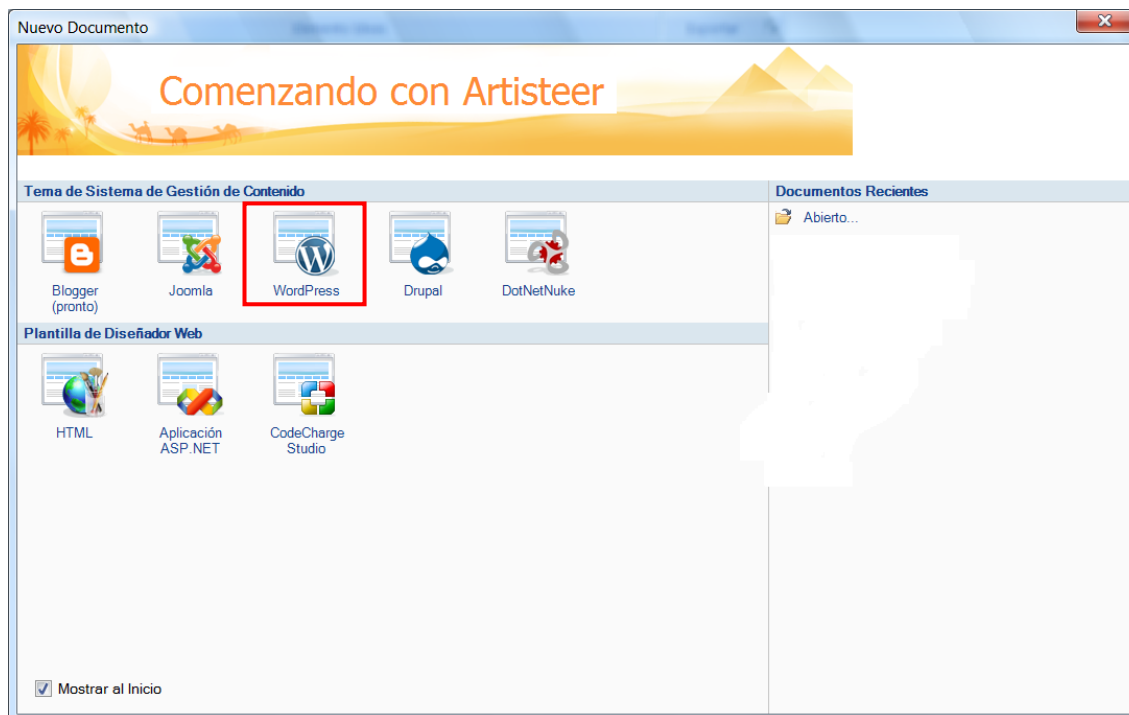 Nuevo Documento
Comenzando con Artisteer
Tema de Sistema de Gestión de Contenido
Blogger
(pronto)
Joomla
WordPress
Drupal
DotNetNuke
Plantilla de Diseñador Web
HTML
Aplicación
ASP.NET
CodeCharge
Studio
Documentos Recientes
Abierto...
Mostrar al Inicio